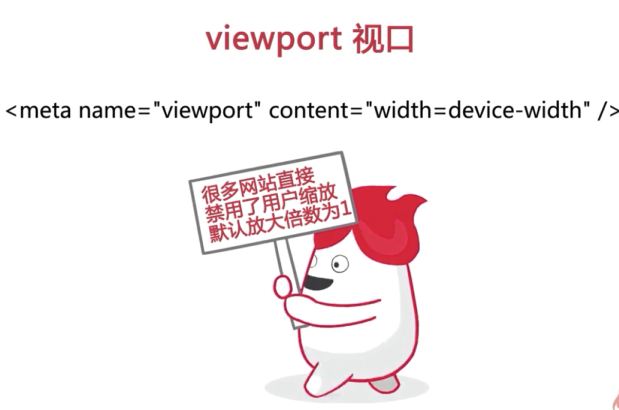 viewport 视口
<meta name="viewport" content="width=device-width" />
很多网站直接
禁用了用户缩放
默认放大倍数为1